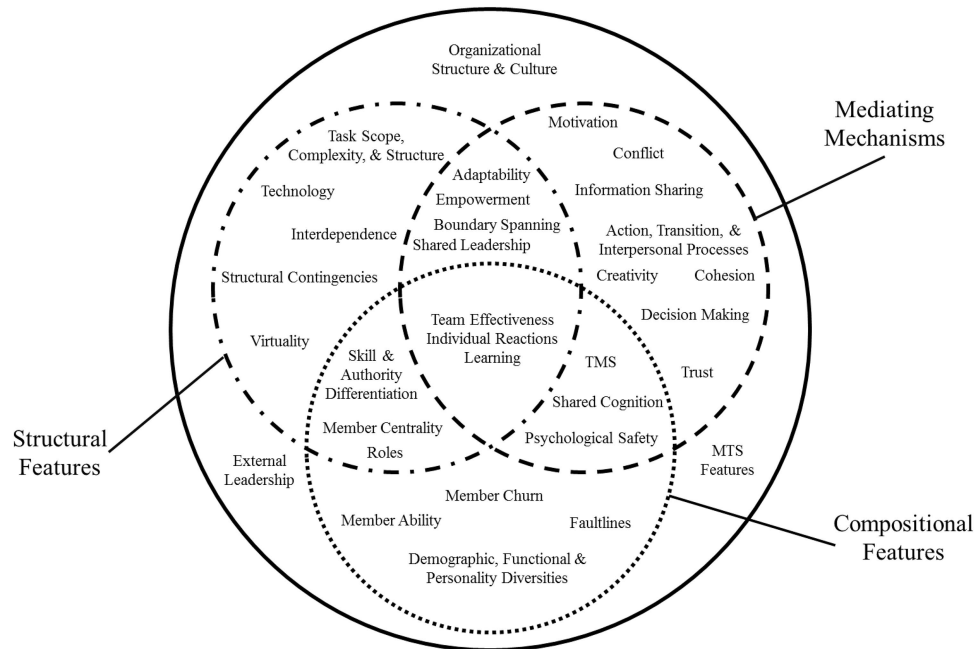 Organizational
Structure & Culture
Mediating
Mechanisms
Motivation
Task Scope,
Complexity, & Structure
Conflict
Adaptability
Technology
Information Sharing
Empowerment
Boundary Spanning
Shared Leadership
Interdependence
Action, Transition, &
Interpersonal Processes
Structural Contingencies
Creativity
Cohesion
Decision Making
Team Effectiveness
Individual Reactions
Learning
Virtuality
Skill &
Authority
Differentiation
TMS
Trust
Shared Cognition
Member Centrality
Roles
Psychological Safety
Structural
Features
External
Leadership
MTS
Features
Member Churn
Member Ability
Faultlines
Compositional
Features
Demographic, Functional &
Personality Diversities